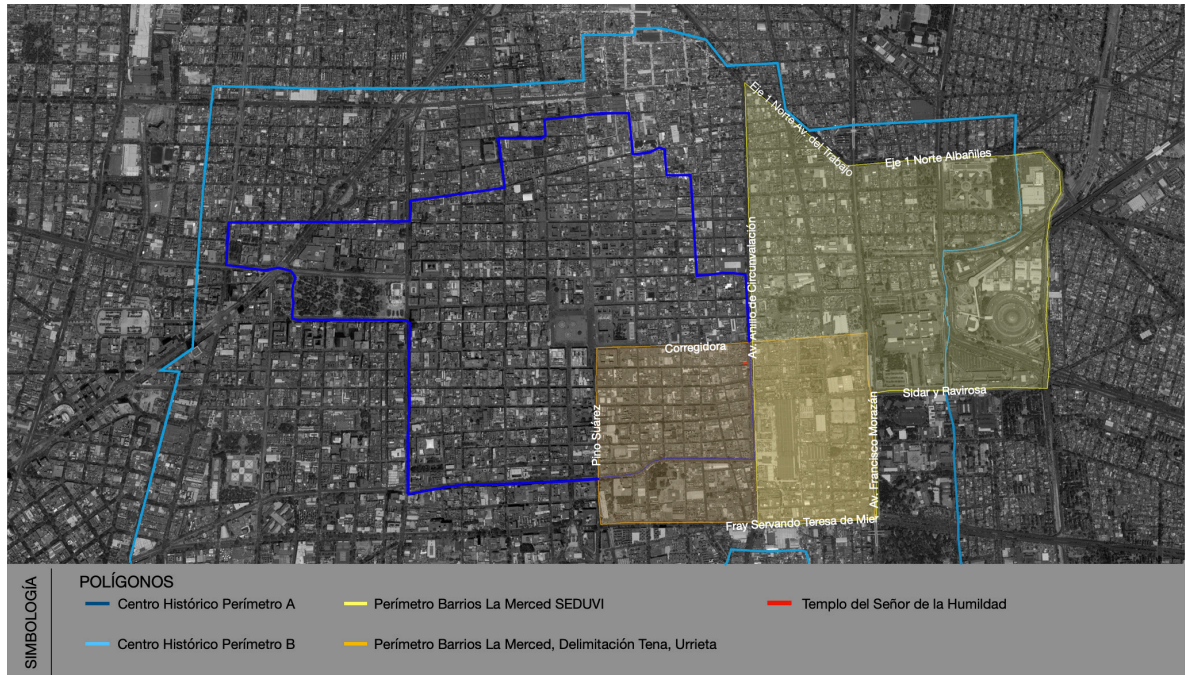 Eje 1 Norte Av. del Trabajo
Eje 1 Norte Albañiles
Av. Anillo de Circunvalación
Corregidora
Sidar y Ravirosa
Pino Suárez
Av. Francisco Morazán
Fray Servando Teresa de Mier
SIMBOLOGÍA
POLÍGONOS
Centro Histórico Perímetro A
Perímetro Barrios La Merced SEDUVI
Templo del Señor de la Humildad
Centro Histórico Perímetro B
Perímetro Barrios La Merced, Delimitación Tena, Urrieta